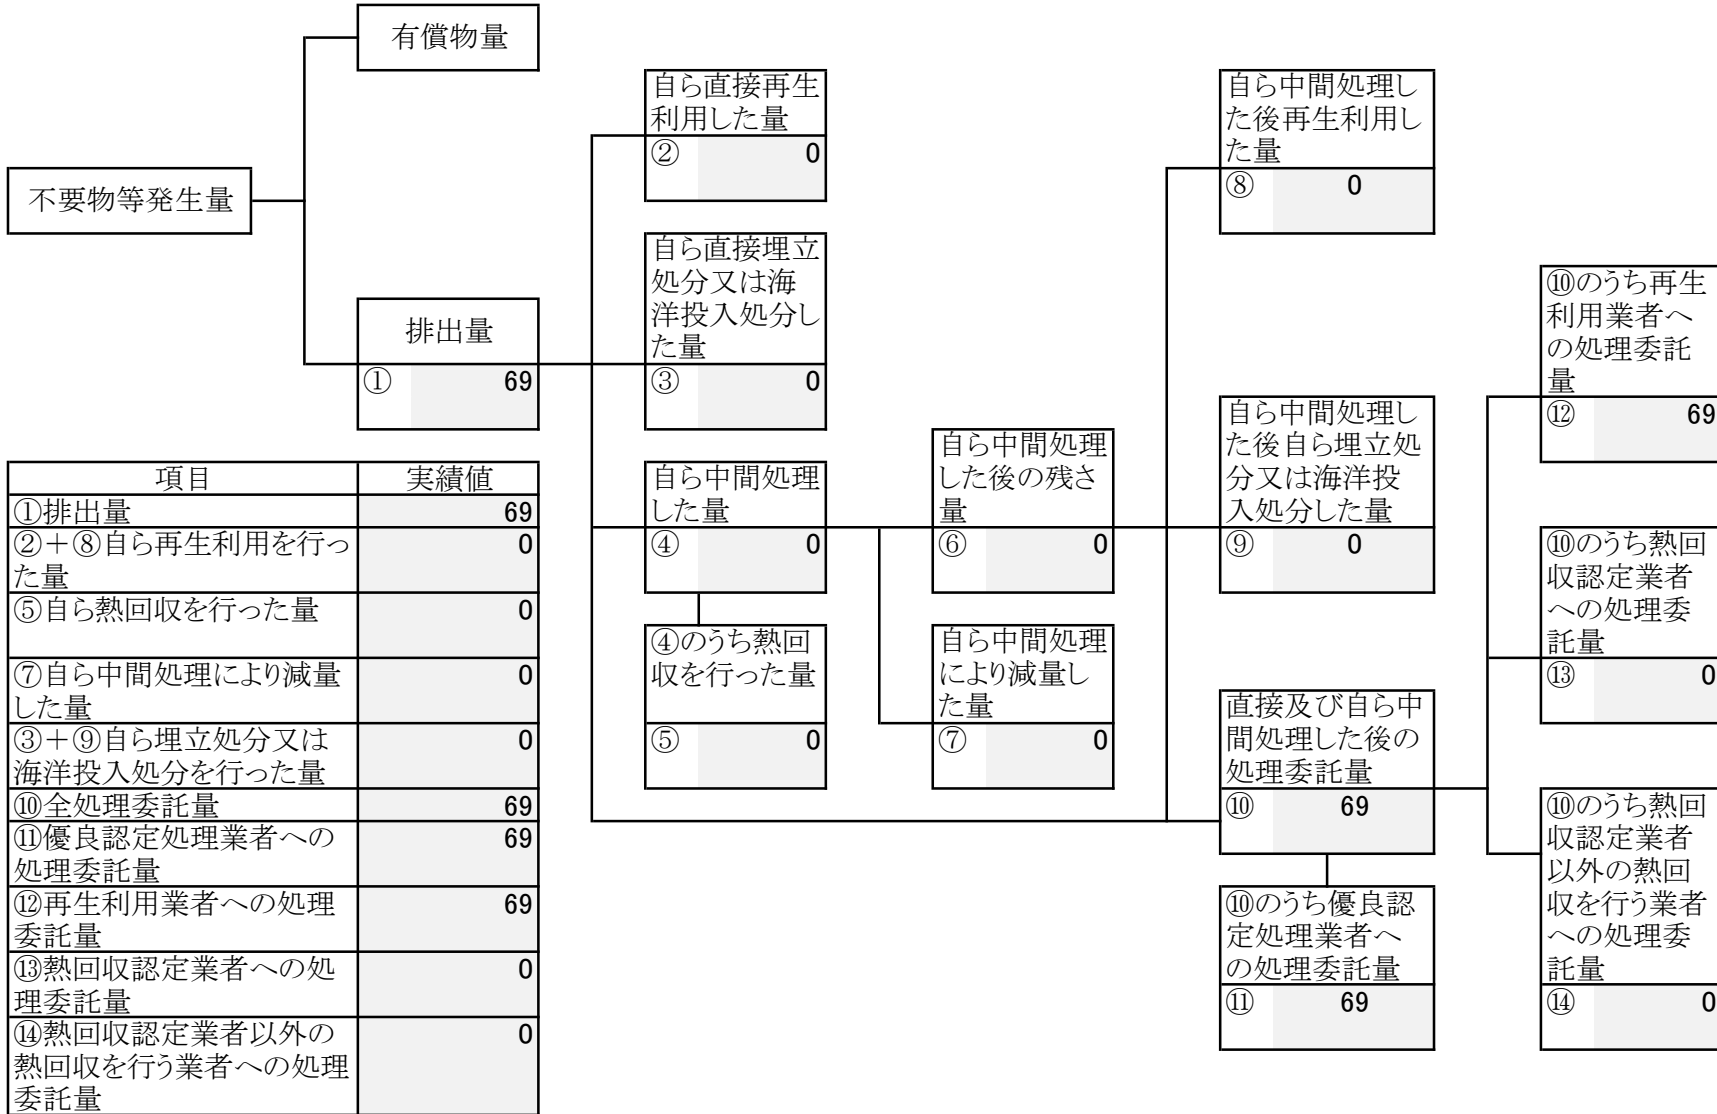 有償物量
不要物等発生量
排出量
① 69
自ら直接再生
利用した量
② 0
自ら直接埋立
処分又は海
洋投入処分し
た量
③ 0
自ら中間処理
した量
④ 0
④のうち熱回
収を行った量
⑤ 0
自ら中間処理
した後の残さ
量
⑥ 0
自ら中間処理
により減量し
た量
⑦ 0
自ら中間処理し
た後再生利用し
た量
⑧ 0
自ら中間処理し
た後自ら埋立処
分又は海洋投
入処分した量
⑨ 0
直接及び自ら中
間処理した後の
処理委託量
⑩ 69
⑩のうち優良認
定処理業者へ
の処理委託量
⑪ 69
⑩のうち再生
利用業者へ
の処理委託
量
⑫ 69
⑩のうち熱回
収認定業者
への処理委
託量
⑬ 0
⑩のうち熱回
収認定業者
以外の熱回
収を行う業者
への処理委
託量
⑭ 0
項目 実績値
①排出量 69
②＋⑧自ら再生利用を行っ 0
た量
⑤自ら熱回収を行った量 0
⑦自ら中間処理により減量 0
した量
③＋⑨自ら埋立処分又は 0
海洋投入処分を行った量
⑩全処理委託量 69
⑪優良認定処理業者への 69
処理委託量
⑫再生利用業者への処理 69
委託量
⑬熱回収認定業者への処 0
理委託量
⑭熱回収認定業者以外の 0
熱回収を行う業者への処理
委託量